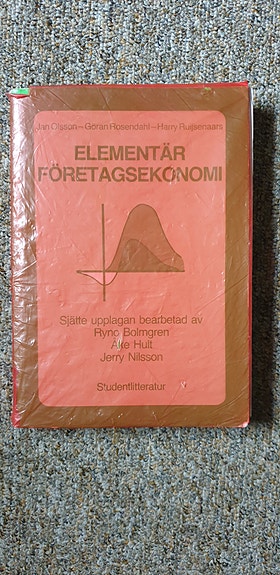 Jan Olsson–Göran Rosendahl–Harry Ruijsenaars
ELEMENTÄR
FÖRETAGSEKONOMI
Sjätte upplagan bearbetad av
Ryno Bolmgren
Åke Hult
Jerry Nilsson
Studentlitteratur